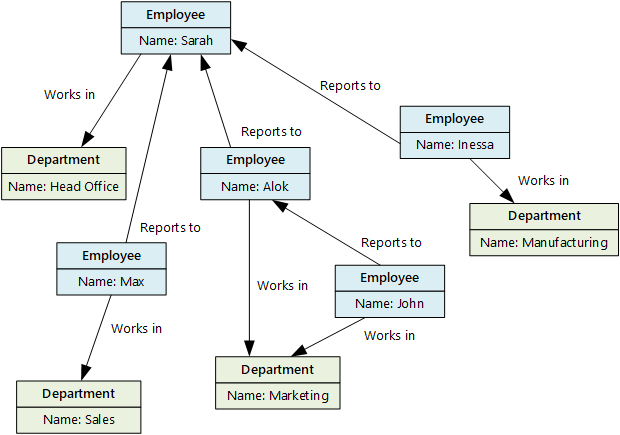 Employee
Name: Sarah
Works in
Reports to
Employee
Name: Inessa
Reports to
Department
Name: Head Office
Employee
Name: Alok
Works in
Department
Name: Manufacturing
Reports to
Employee
Name: Max
Reports to
Employee
Name: John
Works in
Works in
Works in
Department
Name: Marketing
Department
Name: Sales